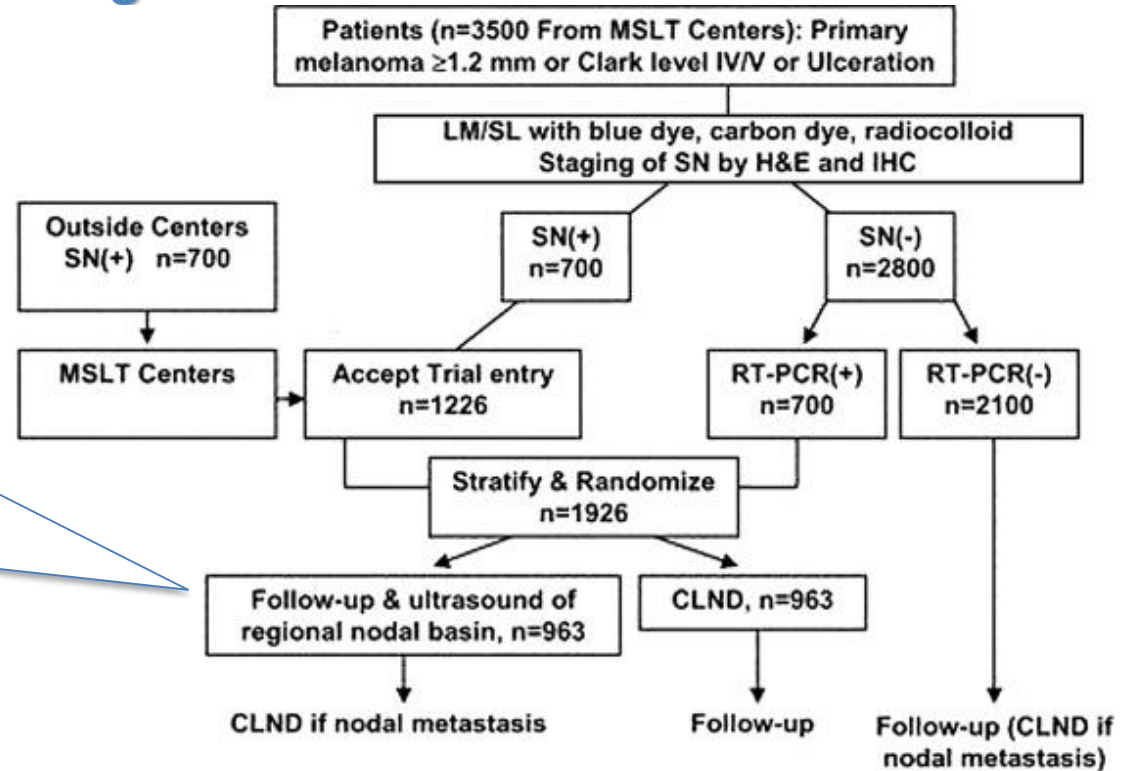 Patients (n=3500 From MSLT Centers): Primary
melanoma ≥1.2 mm or Clark level IV/V or Ulceration
LM/SL with blue dye, carbon dye, radiocolloid
Staging of SN by H&E and IHC
Outside Centers
SN(+) n=700
SN(+)
n=700
SN(-)
n=2800
MSLT Centers
Accept Trial entry
n=1226
RT-PCR(+)
n=700
RT-PCR(-)
n=2100
Stratify & Randomize
n=1926
Follow-up & ultrasound of
regional nodal basin, n=963
CLND, n=963
CLND if nodal metastasis
Follow-up
Follow-up (CLND if
nodal metastasis)